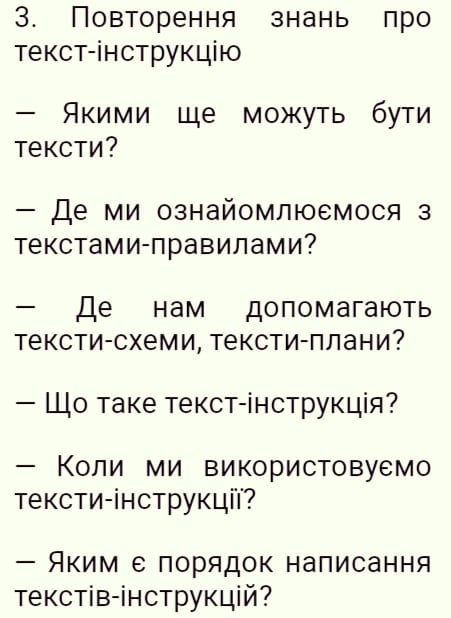 3. Повторення знань про
текст-інструкцію
— Якими ще можуть бути
тексти?
— Де ми ознайомлюємося з
текстами-правилами?
— Де нам допомагають
тексти-схеми, тексти-плани?
— Що таке текст-інструкція?
— Коли ми використовуємо
тексти-інструкції?
— Яким є порядок написання
текстів-інструкцій?